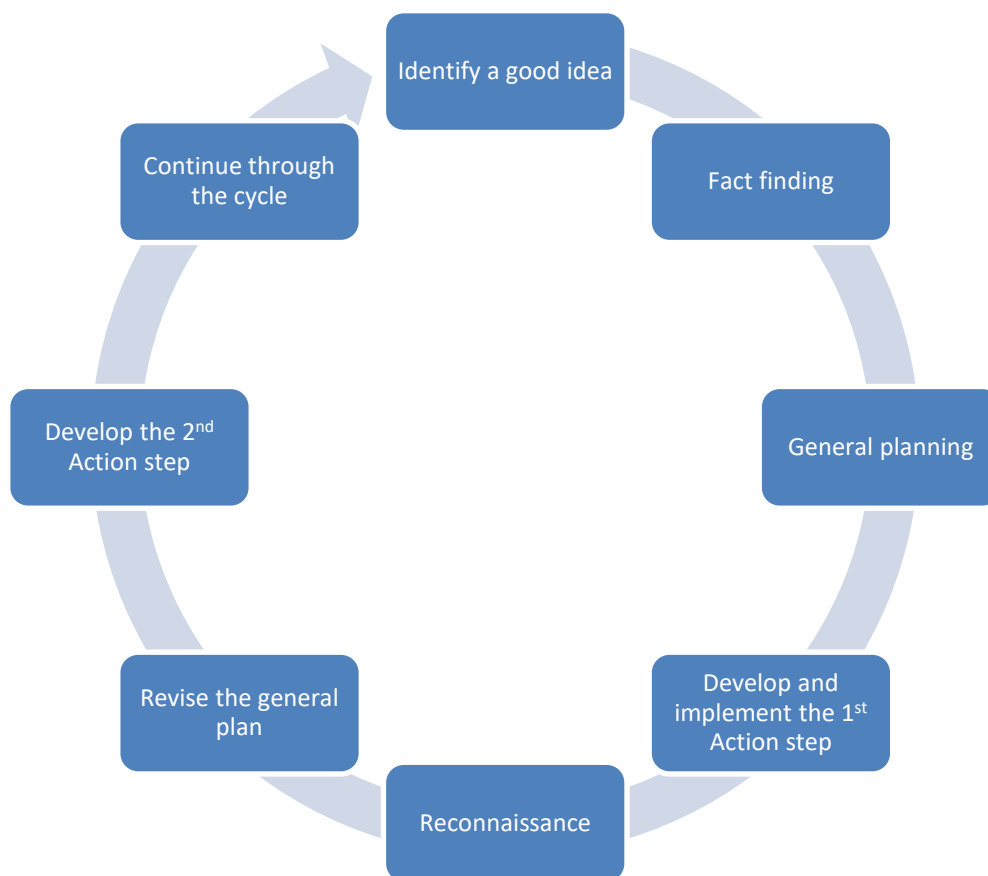 Identify a good idea
Fact finding
General planning
Develop and
implement the 1st
Action step
Reconnaissance
Revise the general
plan
Develop the 2nd
Action step
Continue through
the cycle